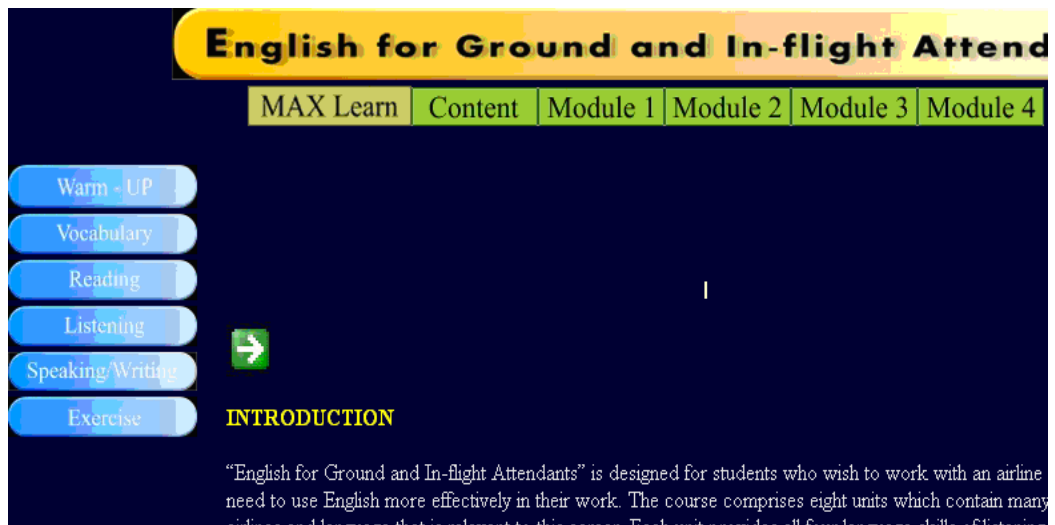 English for Ground and In-flight Attend
MAX Learn Content Module 1 Module 2 Module 3 Module 4
Warm - UP
Vocabulary
Reading
Listening
Speaking/Writing
Exercise
INTRODUCTION
“English for Ground and In-flight Attendants” is designed for students who wish to work with an airline
need to use English more effectively in their work. The course comprises eight units which contain many